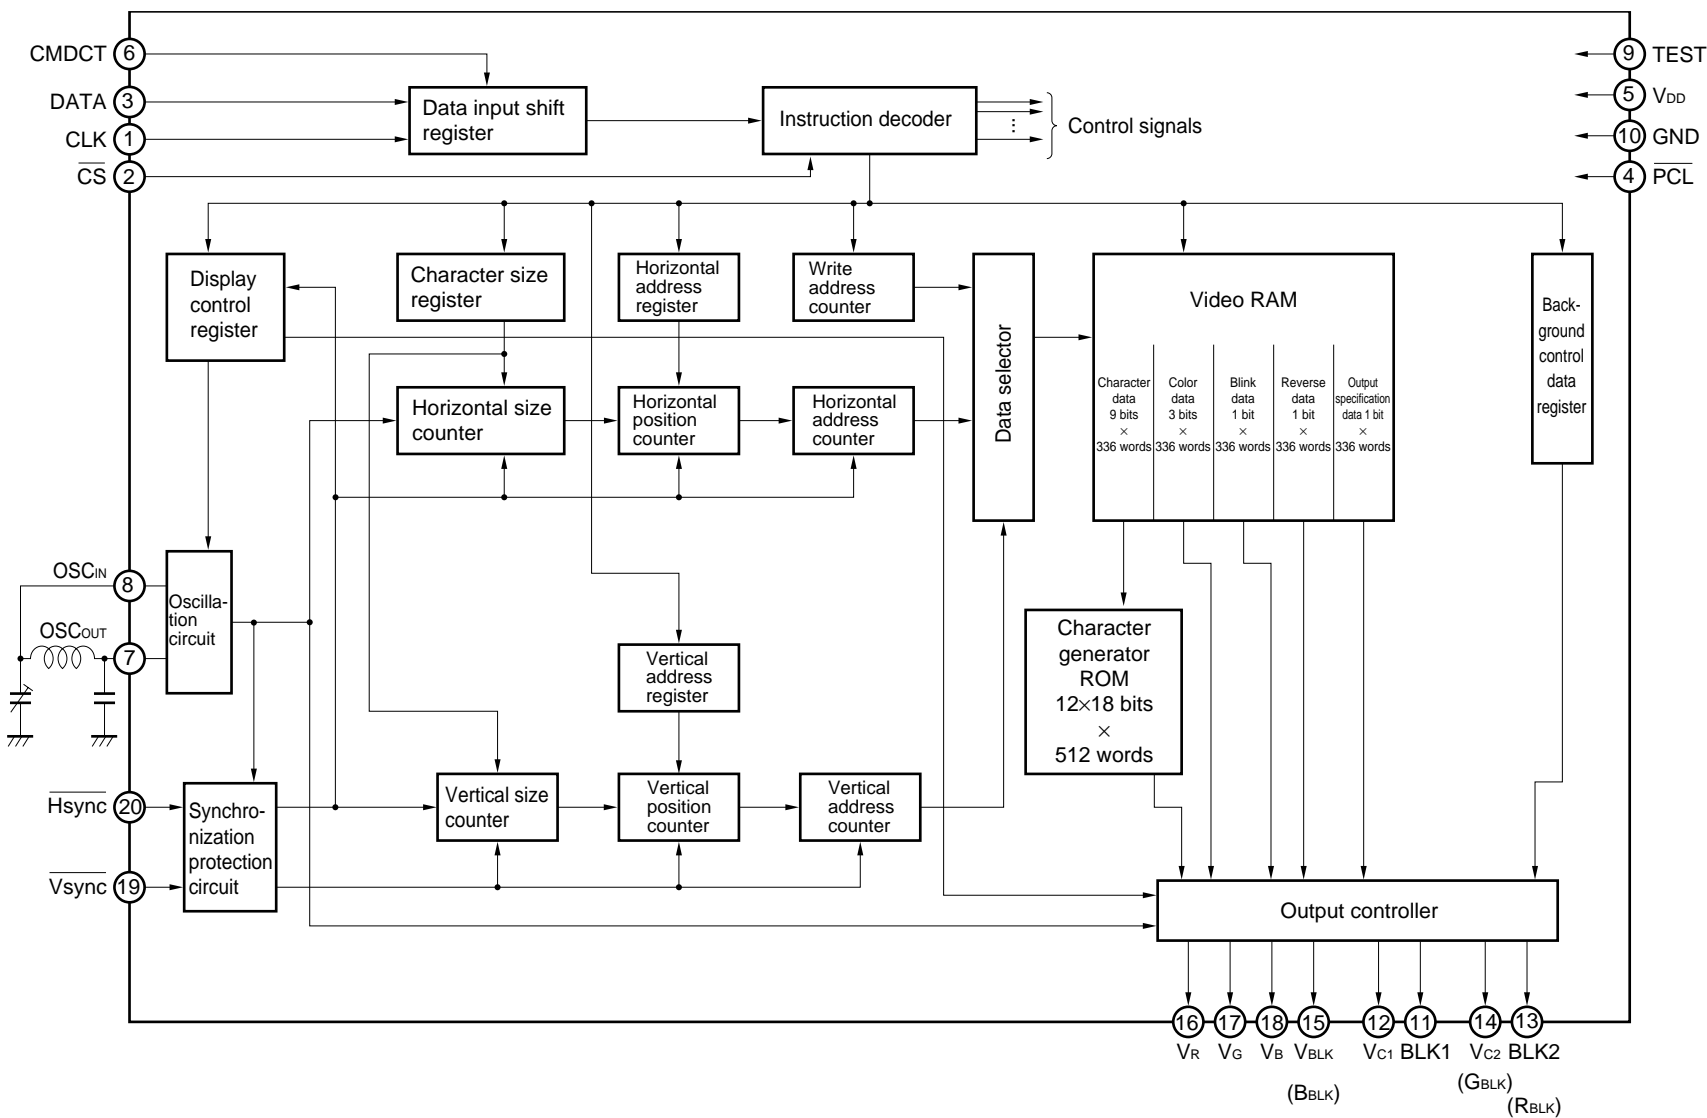 CMDCT 6
DATA 3
CLK 1
CS 2
Data input shift
register
Instruction decoder
Control signals
9 TEST
5 VDD
10 GND
4 PCL
Display
control
register
Character size
register
Horizontal
address
register
Write
address
counter
Data selector
Video RAM
Character
data
9 bits
×
336 words
Color
data
3 bits
×
336 words
Blink
data
1 bit
×
336 words
Reverse
data
1 bit
×
336 words
Output
specification
data 1 bit
×
336 words
Back-
ground
control
data
register
Horizontal size
counter
Horizontal
position
counter
Horizontal
address
counter
OSCIN
8
OSCOUT
7
Oscilla-
tion
circuit
Vertical
address
register
Character
generator
ROM
12×18 bits
×
512 words
Hsync 20
Vsync 19
Synchro-
nization
protection
circuit
Vertical size
counter
Vertical
position
counter
Vertical
address
counter
Output controller
16 17 18 15 12 11 14 13
VR VG VB VBLK VC1 BLK1 VC2 BLK2
(BBLK) (GBLK)
(RBLK)